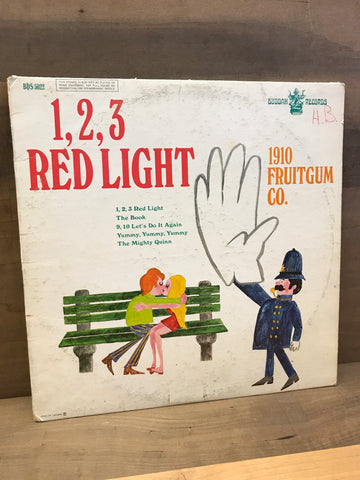 BDS 5022
BUDDAH RECORDS
A.B.
1, 2, 3
RED LIGHT
1910
FRUITGUM
CO.
1, 2, 3 Red Light
The Book
9, 10 Let's Do It Again
Yummy, Yummy, Yummy
The Mighty Quinn